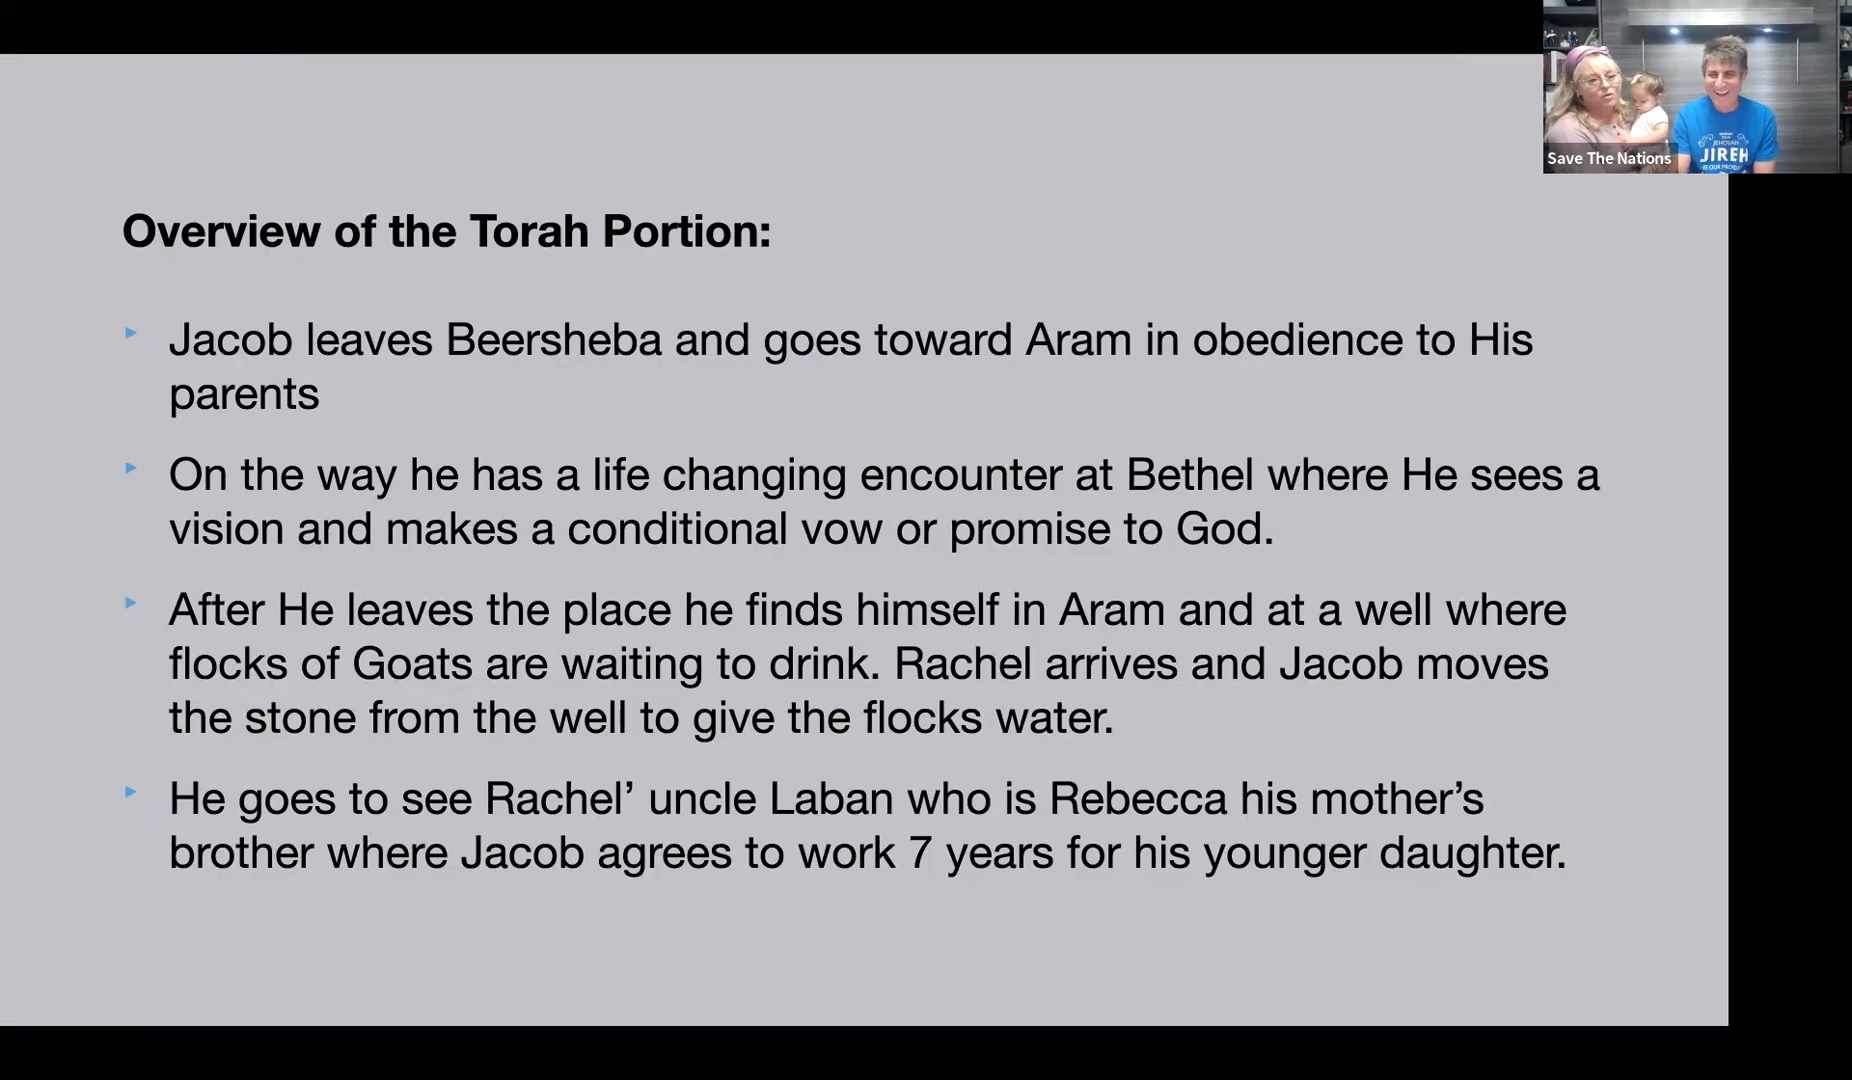 Overview of the Torah Portion:
Jacob leaves Beersheba and goes toward Aram in obedience to His
parents
On the way he has a life changing encounter at Bethel where He sees a
vision and makes a conditional vow or promise to God.
After He leaves the place he finds himself in Aram and at a well where
flocks of Goats are waiting to drink. Rachel arrives and Jacob moves
the stone from the well to give the flocks water.
He goes to see Rachel’ uncle Laban who is Rebecca his mother’s
brother where Jacob agrees to work 7 years for his younger daughter.
Save The Nations
JEHOVAH
JIREH
IS OUR